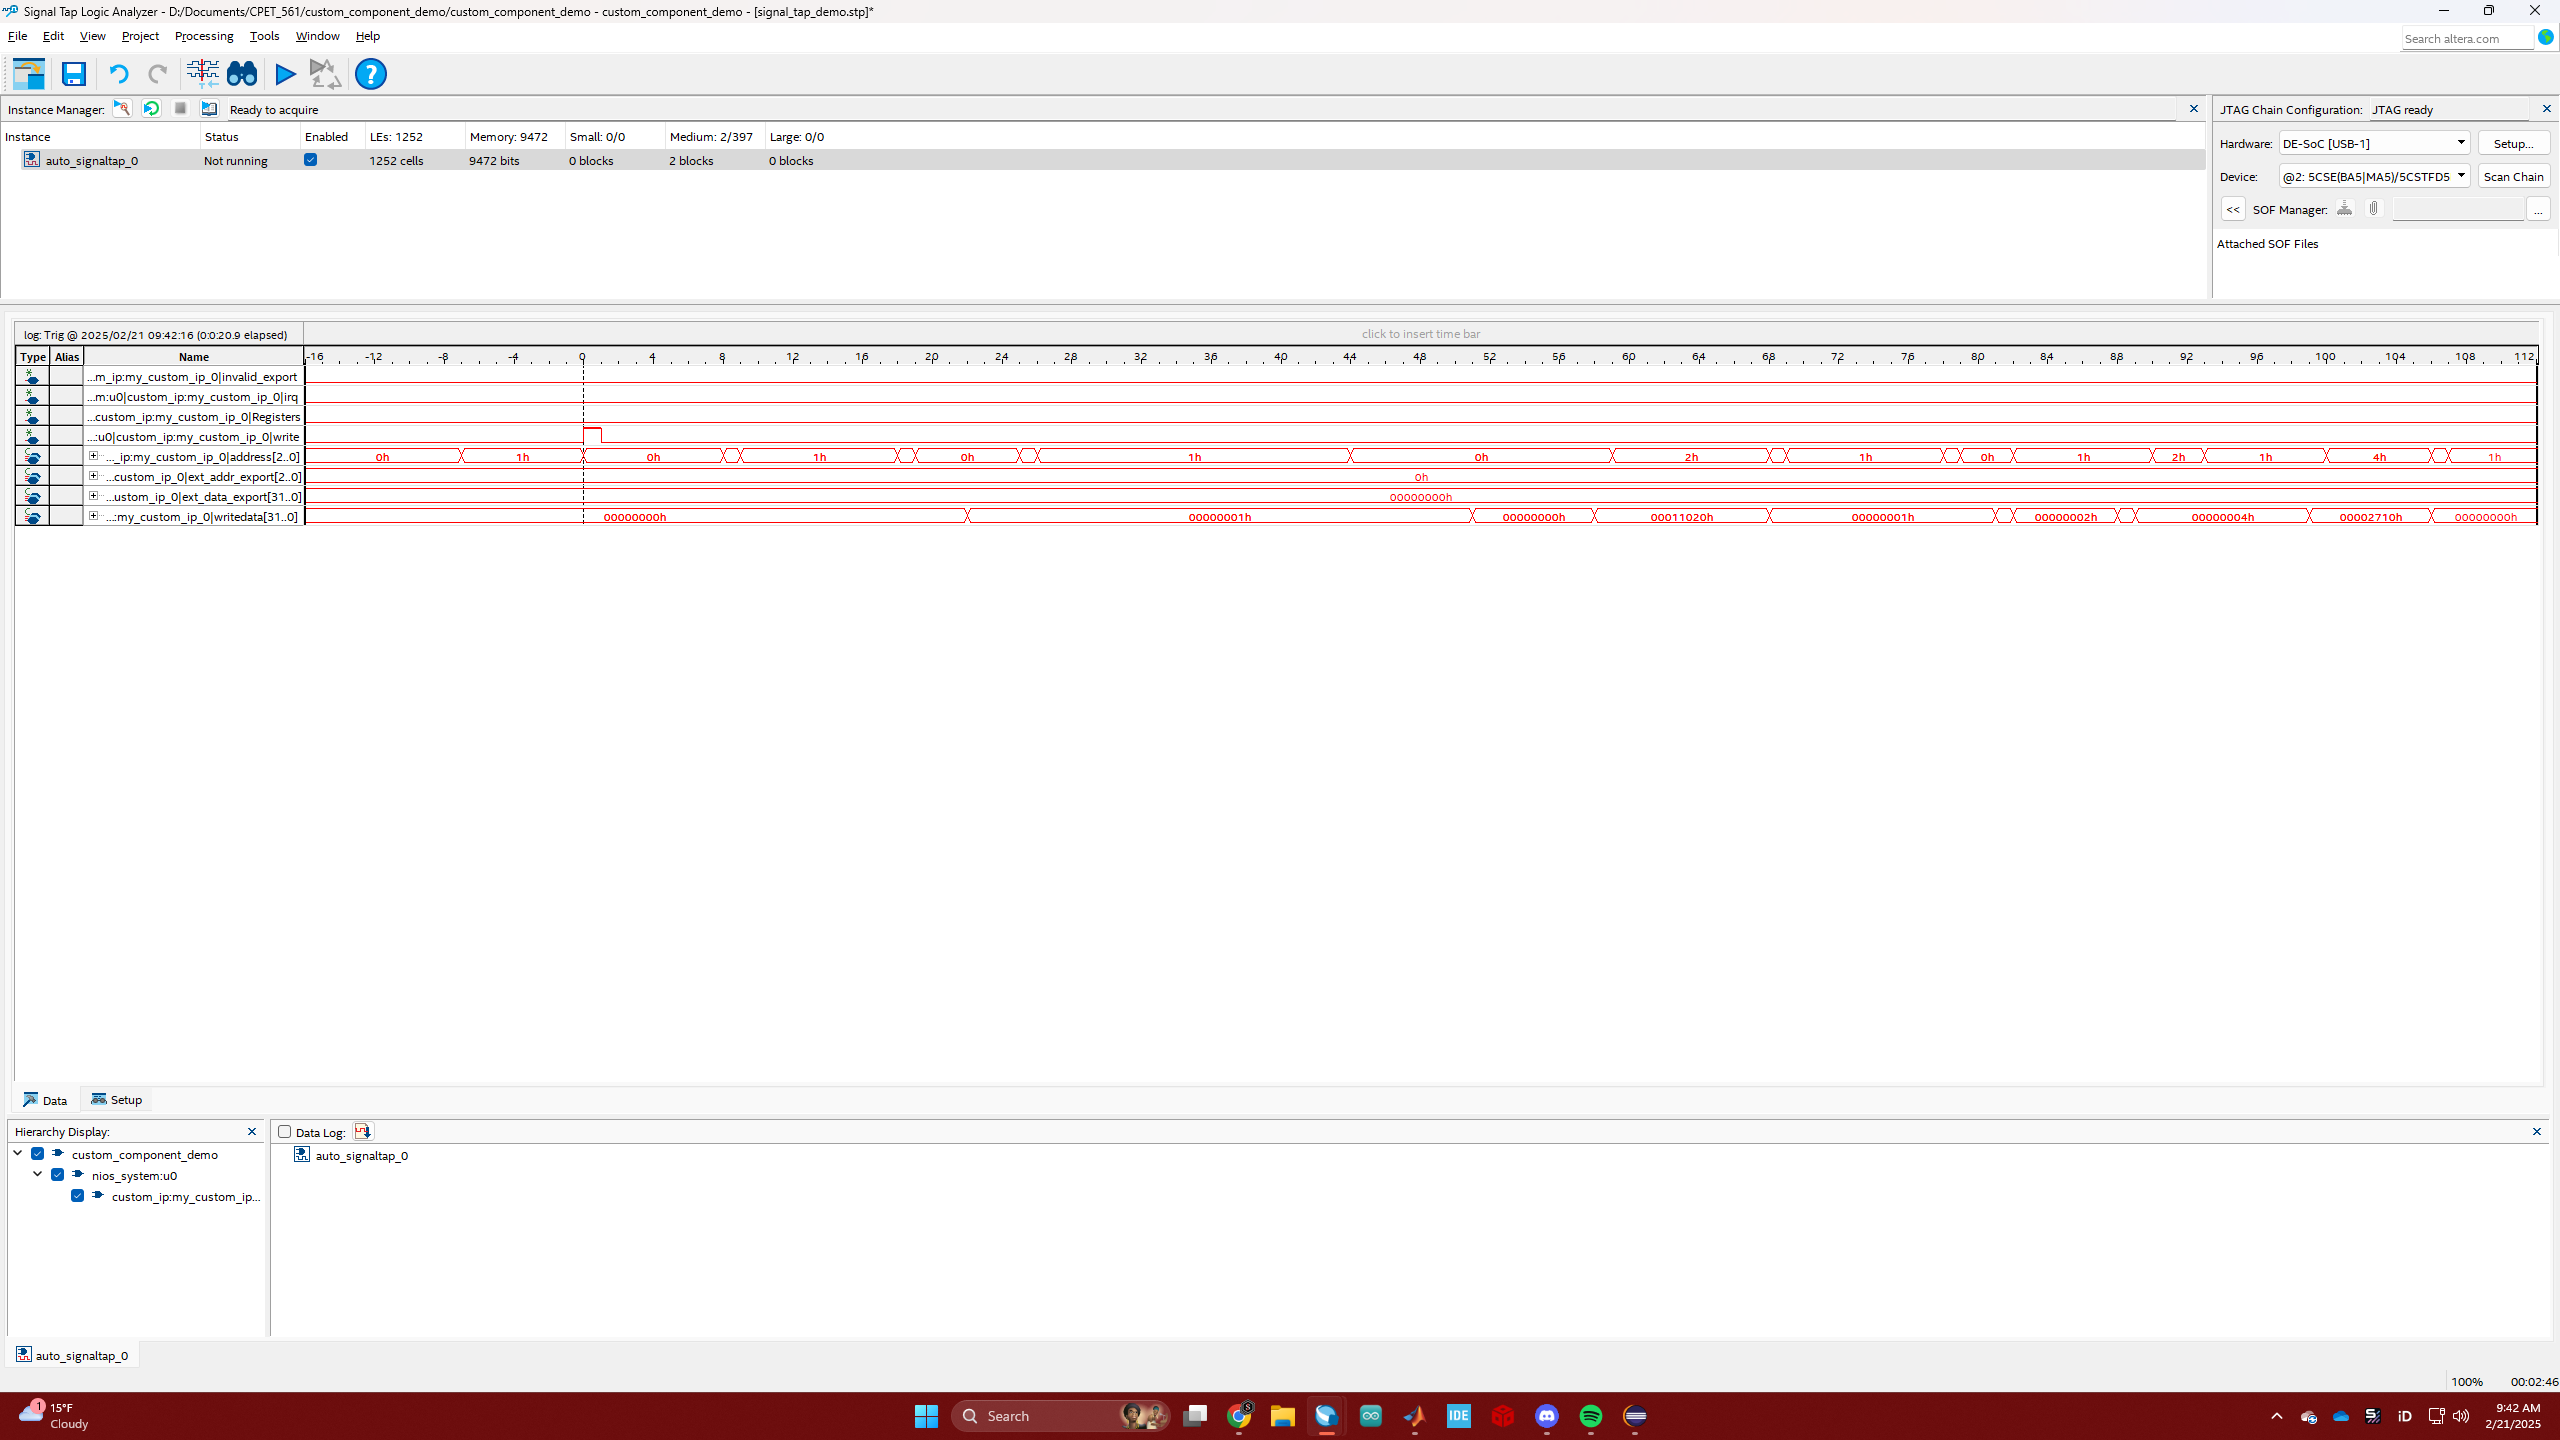 Signal Tap Logic Analyzer - D:/Documents/CPET_561/custom_component_demo/custom_component_demo - custom_component_demo - [signal_tap_demo.stp]*
File Edit View Project Processing Tools Window Help
Search altera.com
Instance Manager: Ready to acquire
JTAG Chain Configuration: JTAG ready
Instance Status Enabled LEs: 1252 Memory: 9472 Small: 0/0 Medium: 2/397 Large: 0/0
auto_signaltap_0 Not running 1252 cells 9472 bits 0 blocks 2 blocks 0 blocks
Hardware: DE-SoC [USB-1] Setup...
Device: @2: 5CSE(BA5|MA5)/5CSTFD5 Scan Chain
<< SOF Manager: ...
Attached SOF Files
log: Trig @ 2025/02/21 09:42:16 (0:0:20.9 elapsed) click to insert time bar
Type Alias Name -16 -12 -8 -4 0 4 8 12 16 20 24 28 32 36 40 44 48 52 56 60 64 68 72 76 80 84 88 92 96 100 104 108 112
...m_ip:my_custom_ip_0|invalid_export
...m:u0|custom_ip:my_custom_ip_0|irq
...custom_ip:my_custom_ip_0|Registers
...:u0|custom_ip:my_custom_ip_0|write
..._ip:my_custom_ip_0|address[2..0] 0h 1h 0h 1h 0h 1h 0h 2h 1h 0h 1h 2h 1h 4h 1h
...custom_ip_0|ext_addr_export[2..0] 0h
...ustom_ip_0|ext_data_export[31..0] 00000000h
...:my_custom_ip_0|writedata[31..0] 00000000h 00000001h 00000000h 00011020h 00000001h 00000002h 00000004h 00002710h 00000000h
Data Setup
Hierarchy Display:
custom_component_demo
nios_system:u0
custom_ip:my_custom_ip...
Data Log:
auto_signaltap_0
auto_signaltap_0
100% 00:02:46
1 15°F
Cloudy
Search
IDE
iD
9:42 AM
2/21/2025